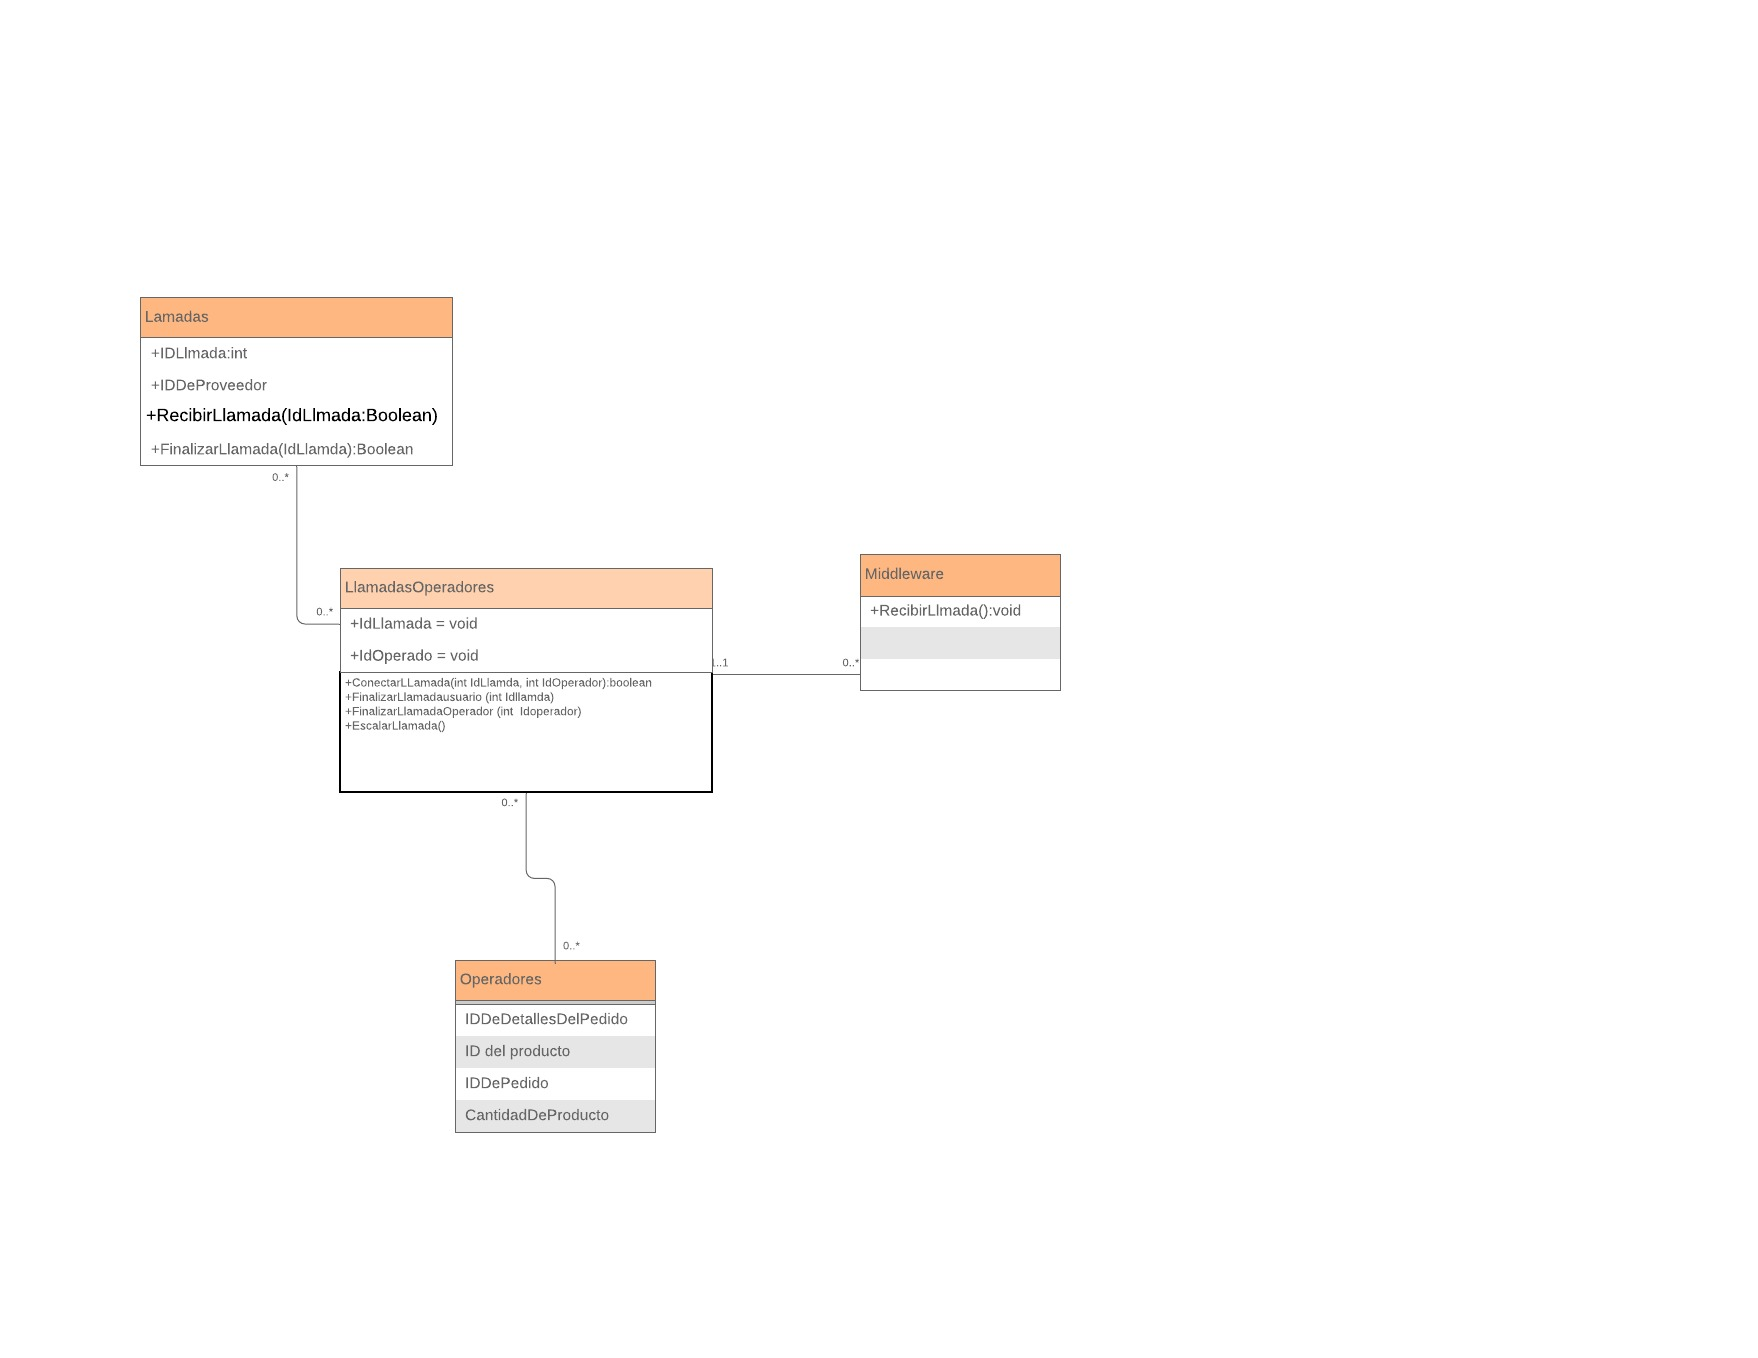 Lamadas
+IDLlmada:int
+IDDeProveedor
+RecibirLlamada(IdLlmada:Boolean)
+FinalizarLlamada(IdLlamda):Boolean
0..*
0..*
LlamadasOperadores
+IdLlamada = void
+IdOperado = void
+ConectarLLamada(int IdLlamda, int IdOperador):boolean
+FinalizarLlamadausuario (int Idllamda)
+FinalizarLlamadaOperador (int  Idoperador)
+EscalarLlamada()
1..1
0..*
Middleware
+RecibirLlmada():void
0..*
0..*
Operadores
IDDeDetallesDelPedido
ID del producto
IDDePedido
CantidadDeProducto